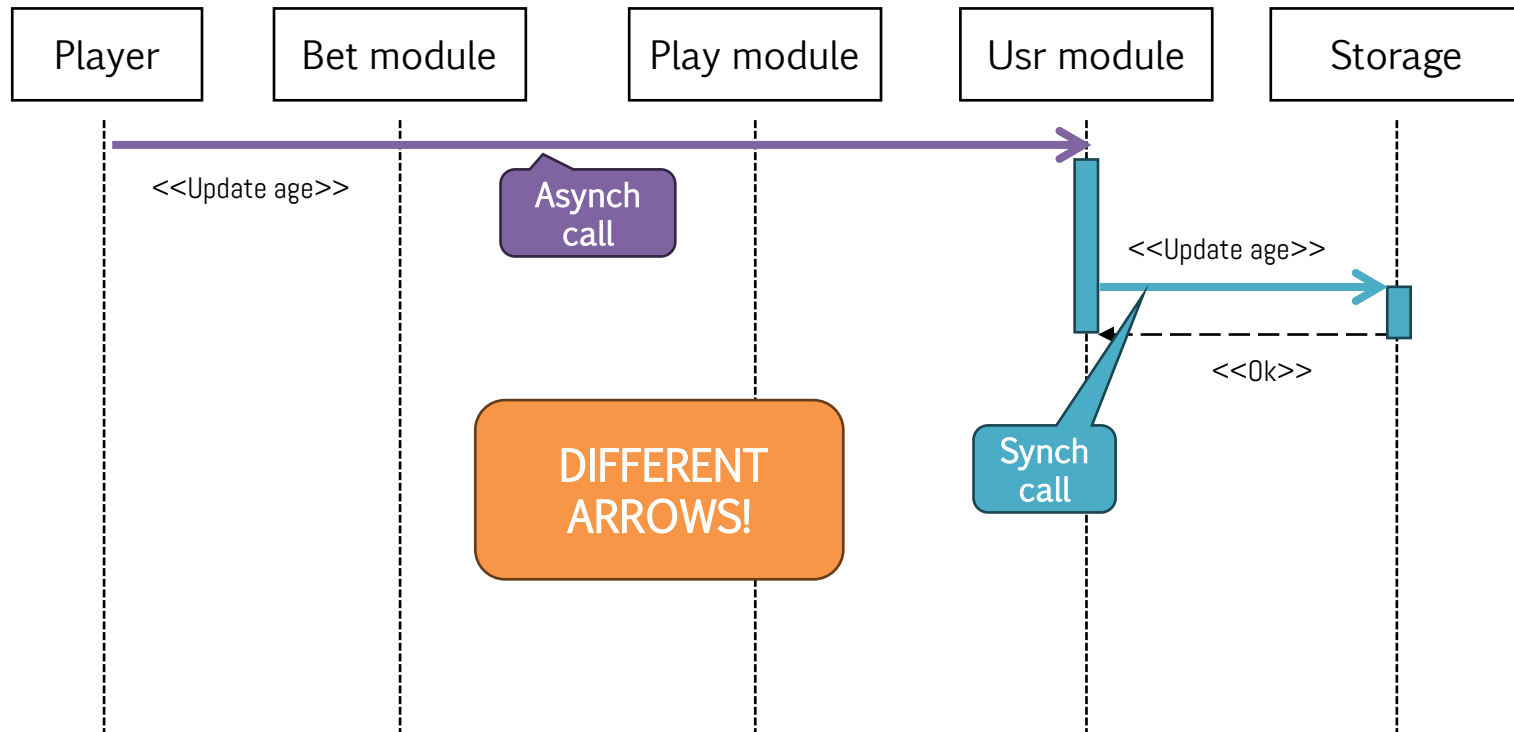 Player
Bet module
Play module
Usr module
Storage
<<Update age>>
Asynch
call
<<Update age>>
<<Ok>>
DIFFERENT
ARROWS!
Synch
call